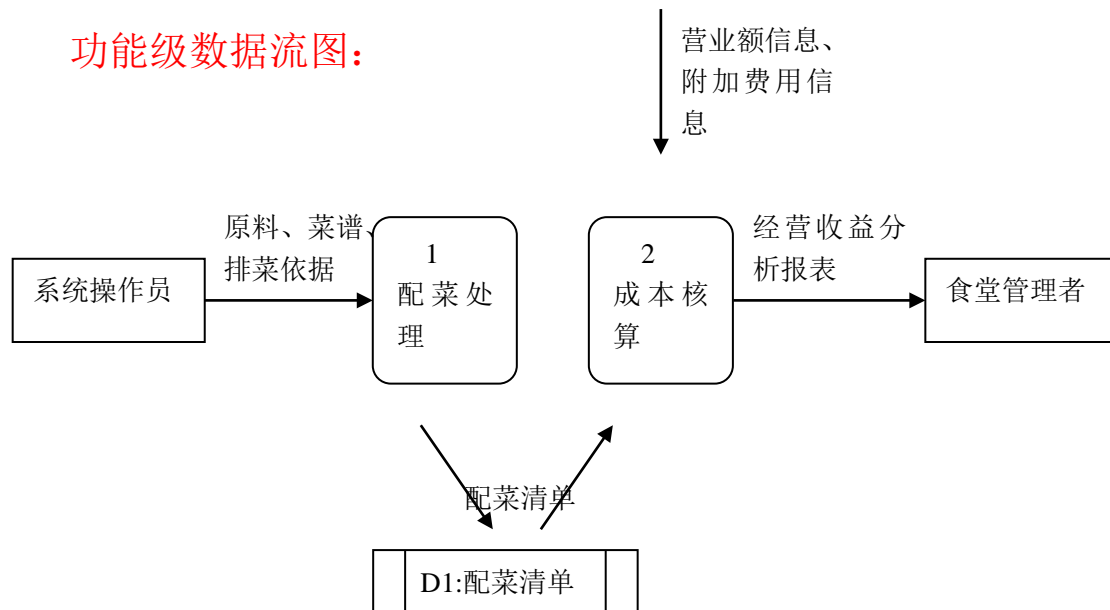 功能级数据流图：
营业额信息、
附加费用信
息
原料、菜谱、
排菜依据
系统操作员
1
配菜处
理
2
成本核
算
经营收益分
析报表
食堂管理者
配菜清单
D1:配菜清单